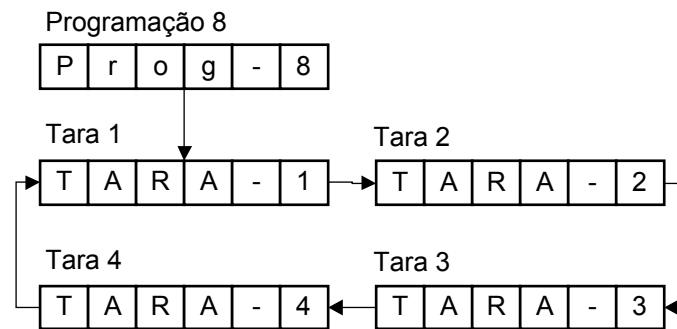 Programação 8
P r o g - 8
Tara 1
Tara 2
T A R A - 1
T A R A - 2
Tara 4
Tara 3
T A R A - 4
T A R A - 3